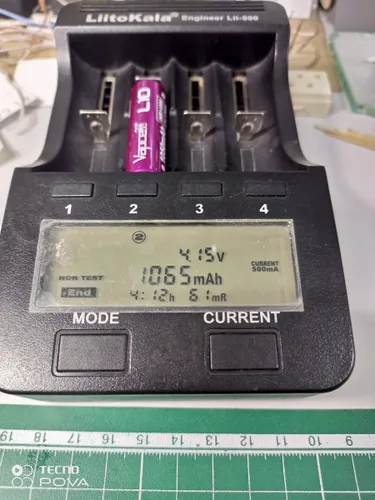 LiitoKala® Engineer Lii-500
Vapcell L10
1 2 3 4
2
4.15v
CURRENT
500mA
1065mAh
NOR TEST
End
4:12h 61mR
MODE CURRENT
19 18 17 16 15 14 13 12 11 10 9
TECNO
POVA